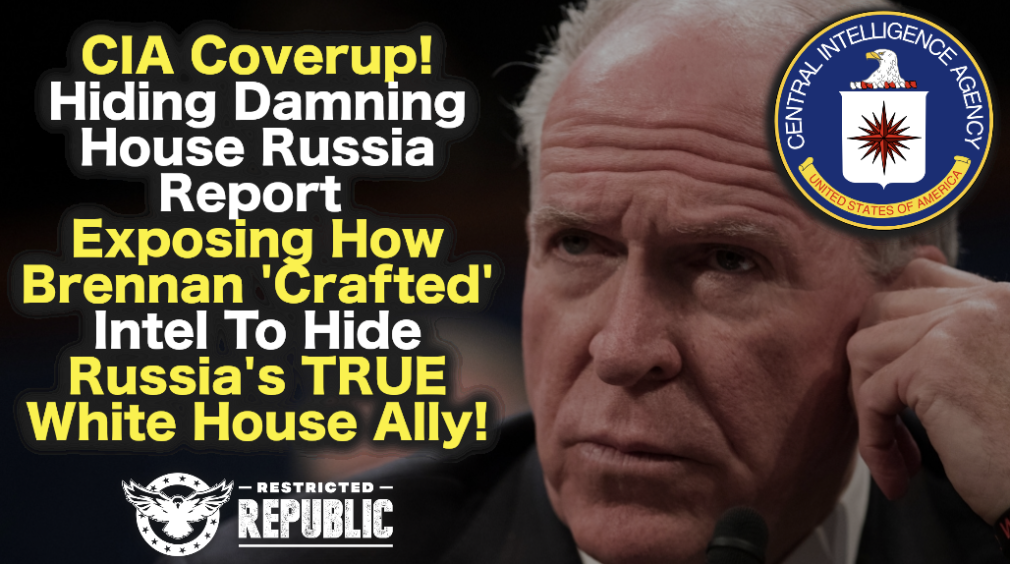 CIA Coverup!
Hiding Damning
House Russia
Report
Exposing How
Brennan 'Crafted'
Intel To Hide
Russia's TRUE
White House Ally!
RESTRICTED
REPUBLIC
CENTRAL INTELLIGENCE AGENCY
UNITED STATES OF AMERICA